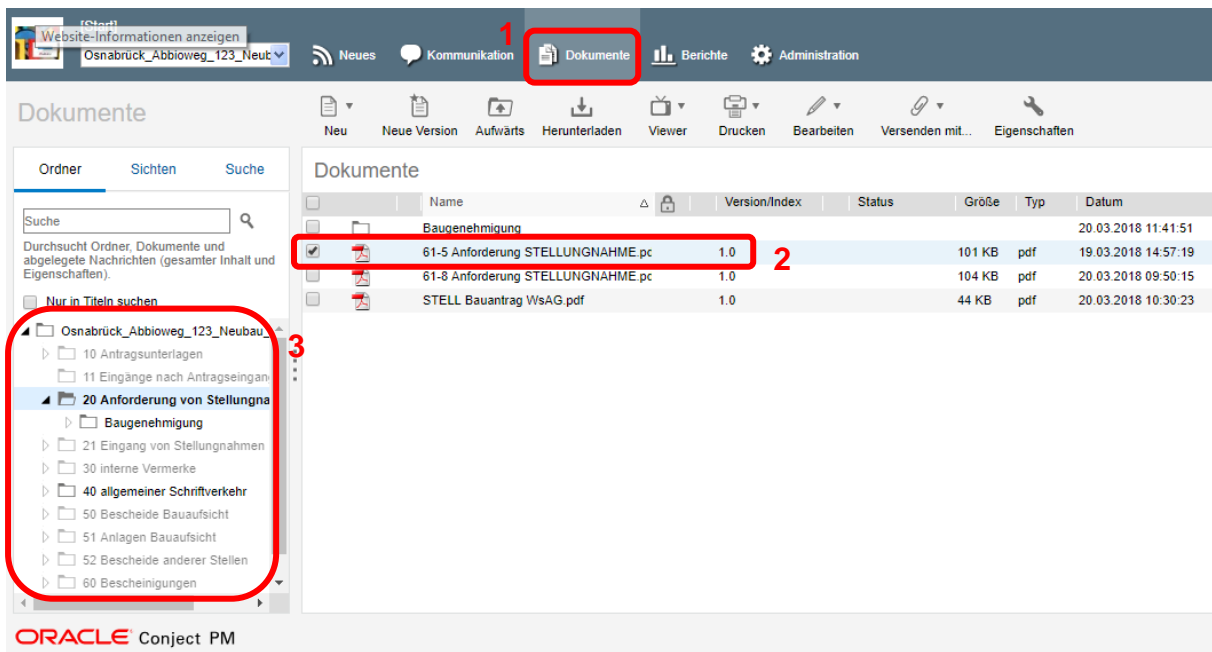 [Start]
Website-Informationen anzeigen
Osnabrück_Abbioweg_123_Neub
Neues
Kommunikation
1
Dokumente
Berichte
Administration
Dokumente
Neu
Neue Version
Aufwärts
Herunterladen
Viewer
Drucken
Bearbeiten
Versenden mit...
Eigenschaften
Ordner Sichten Suche
Suche
Durchsucht Ordner, Dokumente und
abgelegte Nachrichten (gesamter Inhalt und
Eigenschaften).
Nur in Titeln suchen
Osnabrück_Abbioweg_123_Neubau_
3
10 Antragsunterlagen
11 Eingänge nach Antragseingan
20 Anforderung von Stellungna
Baugenehmigung
21 Eingang von Stellungnahmen
30 interne Vermerke
40 allgemeiner Schriftverkehr
50 Bescheide Bauaufsicht
51 Anlagen Bauaufsicht
52 Bescheide anderer Stellen
60 Bescheinigungen
Dokumente
Name Version/Index Status Größe Typ Datum
Baugenehmigung 20.03.2018 11:41:51
61-5 Anforderung STELLUNGNAHME.pd 1.0 101 KB pdf 19.03.2018 14:57:19
2
61-8 Anforderung STELLUNGNAHME.pd 1.0 104 KB pdf 20.03.2018 09:50:15
STELL Bauantrag WsAG.pdf 1.0 44 KB pdf 20.03.2018 10:30:23
ORACLE Conject PM